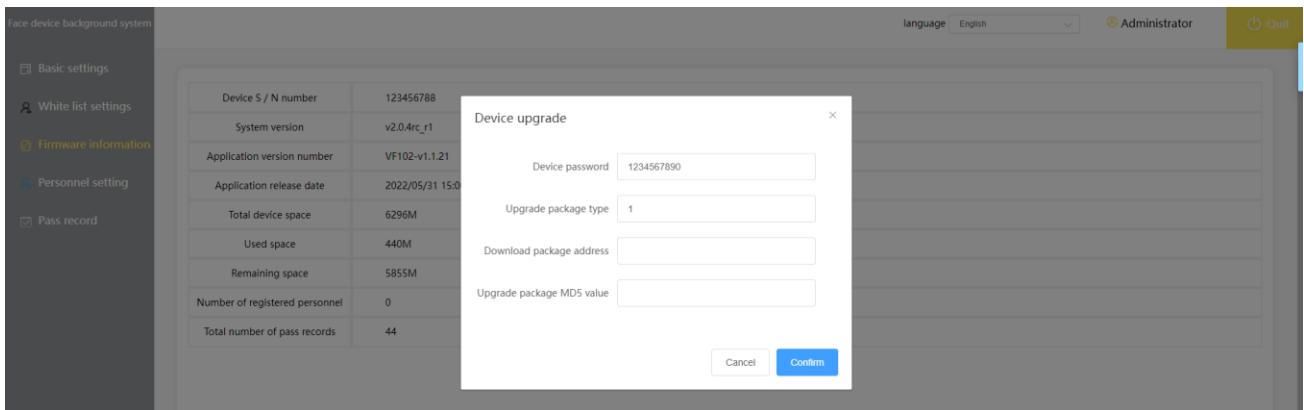 Face device background system
language English
Administrator
Quit
Basic settings
White list settings
Firmware information
Personnel setting
Pass record
Device S / N number 123456788
System version v2.0.4rc_r1
Application version number VF102-v1.1.21
Application release date 2022/05/31 15:0
Total device space 6296M
Used space 440M
Remaining space 5855M
Number of registered personnel 0
Total number of pass records 44
Device upgrade
Device password 1234567890
Upgrade package type 1
Download package address
Upgrade package MD5 value
Cancel Confirm